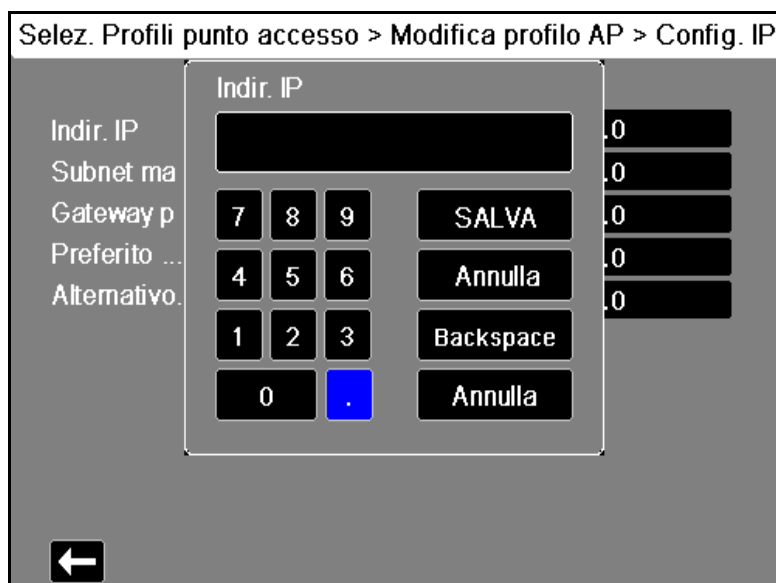 Selez. Profili punto accesso > Modifica profilo AP > Config. IP
Indir. IP
Indir. IP .0
Subnet ma .0
Gateway p .0
Preferito ... .0
Alternativo. .0
7 8 9 SALVA
4 5 6 Annulla
1 2 3 Backspace
0 . Annulla